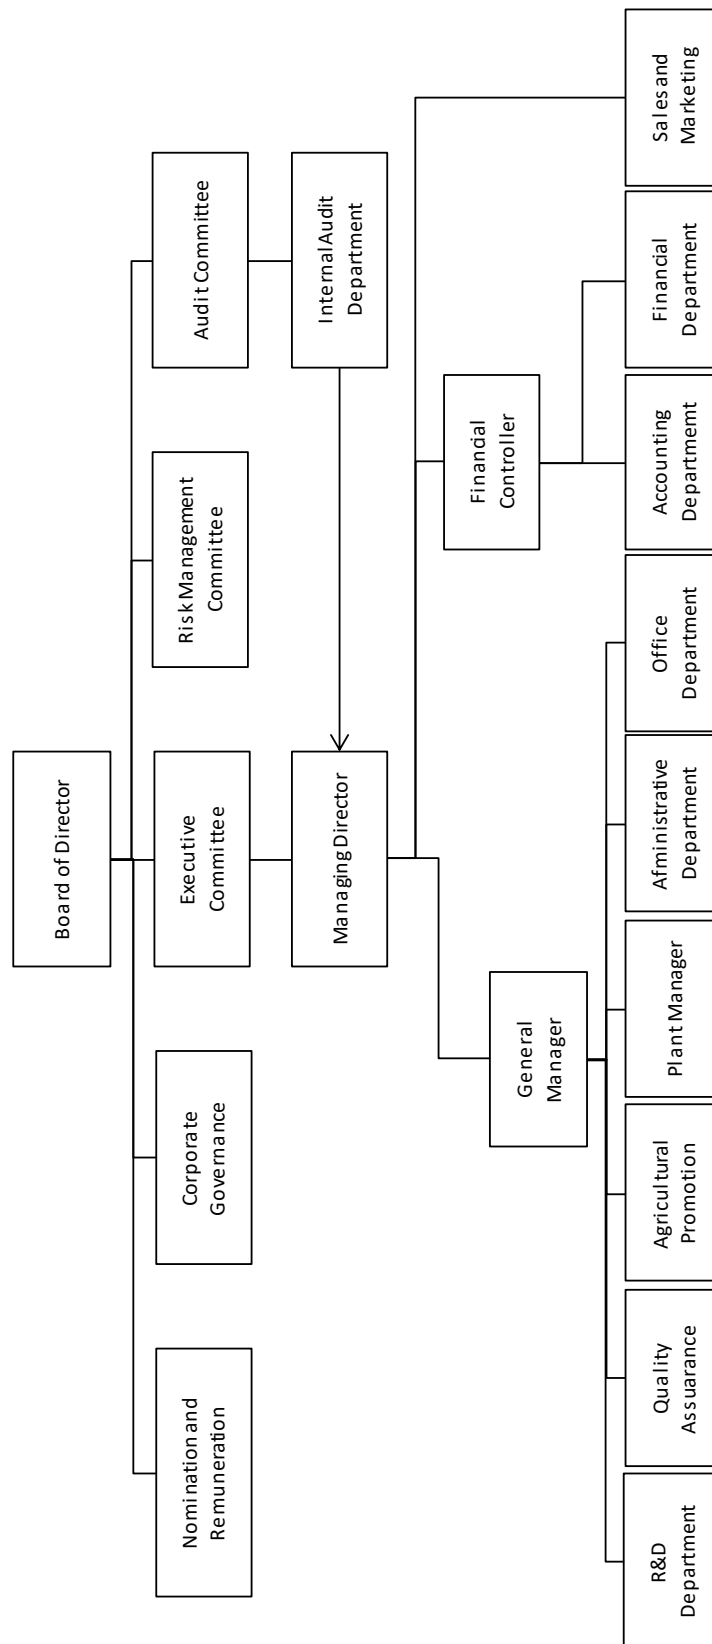 Board of Director
Nomination and
Remuneration
Corporate
Governance
Executive
Committee
Risk Management
Committee
Audit Committee
Managing Director
Internal Audit
Department
General
Manager
Financial
Controller
R&D
Department
Quality
Assuarance
Agricultural
Promotion
Plant Manager
Afministrative
Department
Office
Department
Accounting
Departmemt
Financial
Department
Sales and
Marketing